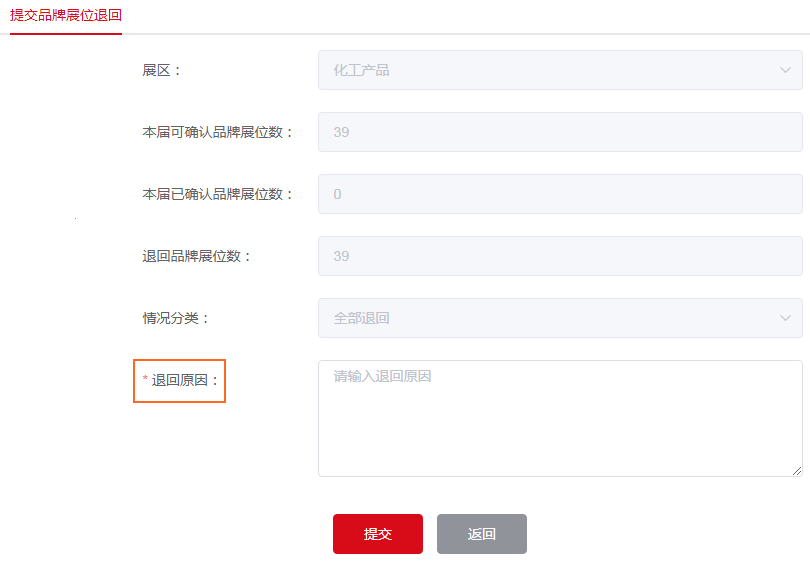 提交品牌展位退回
展区：
化工产品
本届可确认品牌展位数：
39
本届已确认品牌展位数：
0
退回品牌展位数：
39
情况分类：
全部退回
* 退回原因：
请输入退回原因
提交
返回